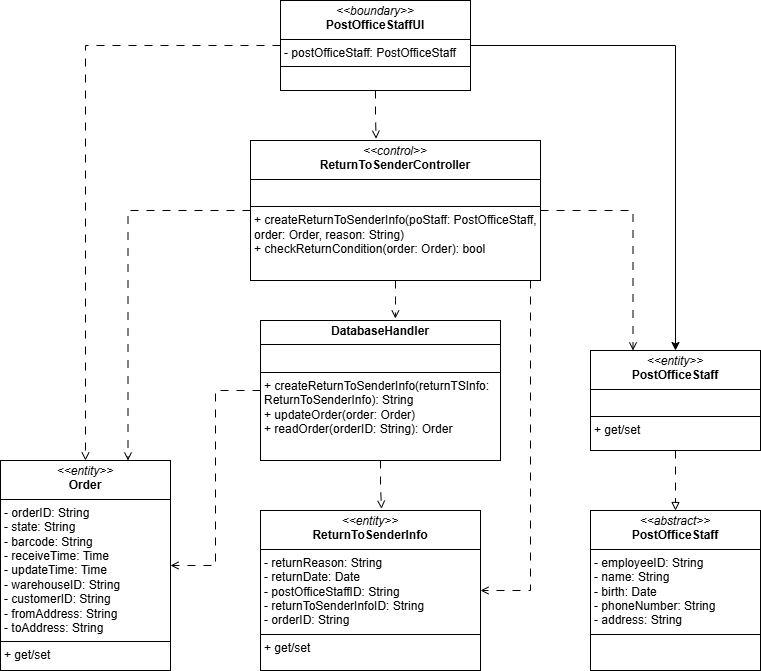 <<boundary>>
PostOfficeStaffUI
- postOfficeStaff: PostOfficeStaff
<<control>>
ReturnToSenderController
+ createReturnToSenderInfo(poStaff: PostOfficeStaff,
order: Order, reason: String)
+ checkReturnCondition(order: Order): bool
DatabaseHandler
+ createReturnToSenderInfo(returnTSInfo:
ReturnToSenderInfo): String
+ updateOrder(order: Order)
+ readOrder(orderID: String): Order
<<entity>>
PostOfficeStaff
+ get/set
<<entity>>
Order
- orderID: String
- state: String
- barcode: String
- receiveTime: Time
- updateTime: Time
- warehouseID: String
- customerID: String
- fromAddress: String
- toAddress: String
+ get/set
<<entity>>
ReturnToSenderInfo
- returnReason: String
- returnDate: Date
- postOfficeStaffID: String
- returnToSenderInfoID: String
- orderID: String
+ get/set
<<abstract>>
PostOfficeStaff
- employeeID: String
- name: String
- birth: Date
- phoneNumber: String
- address: String